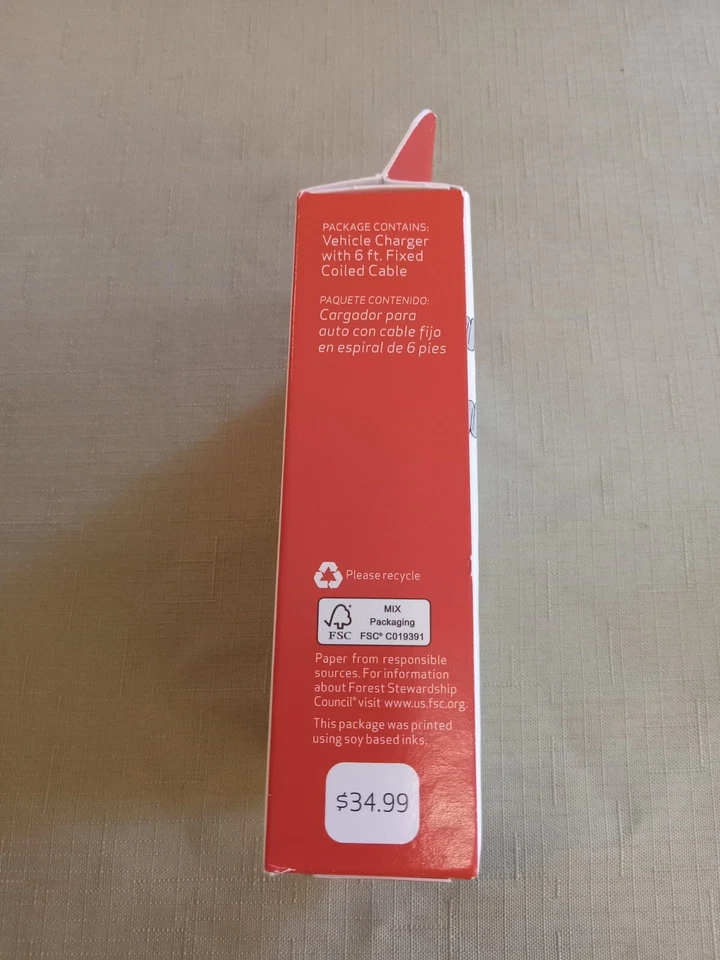 PACKAGE CONTAINS:
Vehicle Charger
with 6 ft. Fixed
Coiled Cable
PAQUETE CONTENIDO:
Cargador para
auto con cable fijo
en espiral de 6 pies
Please recycle
FSC®
MIX
Packaging
FSC® C019391
Paper from responsible
sources. For information
about Forest Stewardship
Council® visit www.us.fsc.org.
This package was printed
using soy based inks.
$34.99